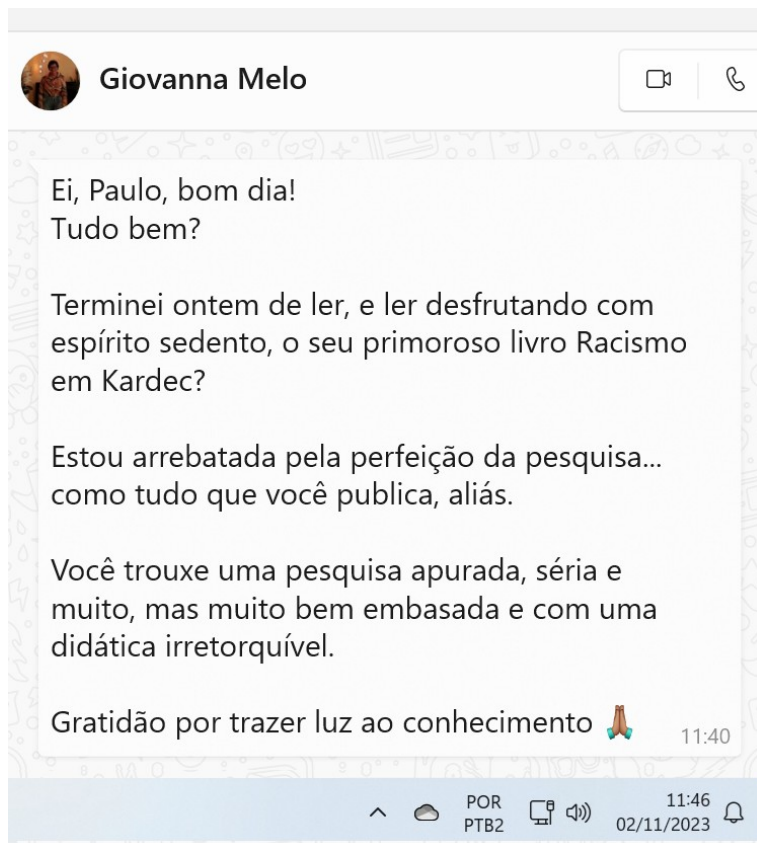 Giovanna Melo
Ei, Paulo, bom dia!
Tudo bem?
Terminei ontem de ler, e ler desfrutando com
espírito sedento, o seu primoroso livro Racismo
em Kardec?
Estou arrebatada pela perfeição da pesquisa...
como tudo que você publica, aliás.
Você trouxe uma pesquisa apurada, séria e
muito, mas muito bem embasada e com uma
didática irretorquível.
Gratidão por trazer luz ao conhecimento 🙏🏽
11:40
POR
PTB2
11:46
02/11/2023